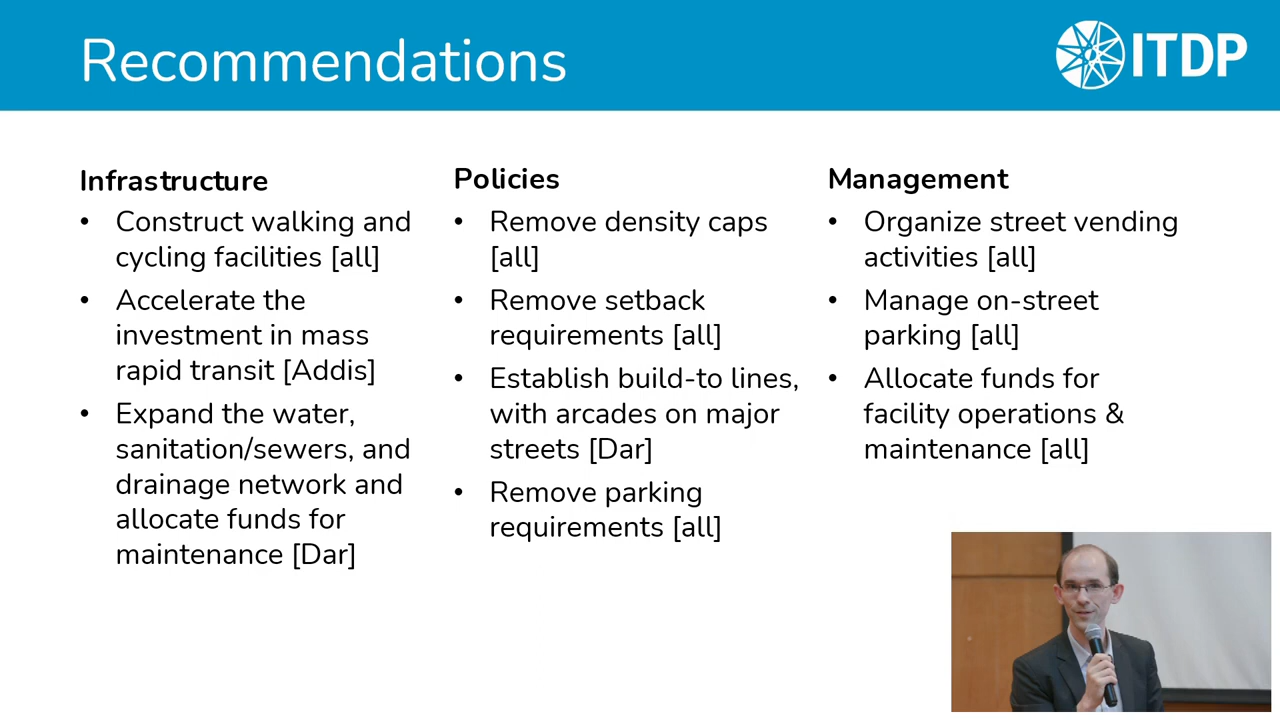 Recommendations
ITDP
Infrastructure
• Construct walking and
cycling facilities [all]
• Accelerate the
investment in mass
rapid transit [Addis]
• Expand the water,
sanitation/sewers, and
drainage network and
allocate funds for
maintenance [Dar]
Policies
• Remove density caps
[all]
• Remove setback
requirements [all]
• Establish build-to lines,
with arcades on major
streets [Dar]
• Remove parking
requirements [all]
Management
• Organize street vending
activities [all]
• Manage on-street
parking [all]
• Allocate funds for
facility operations &
maintenance [all]